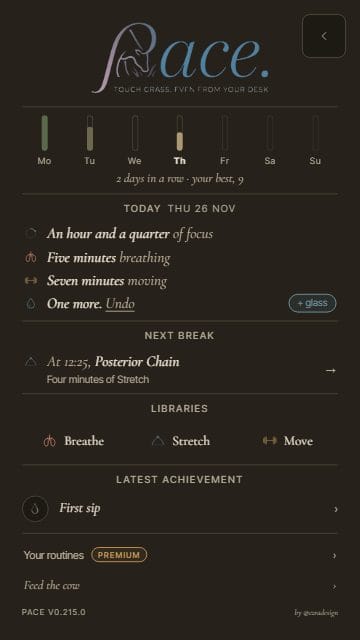 Pace.
TOUCH GRASS, EVEN FROM YOUR DESK
Mo Tu We Th Fr Sa Su
2 days in a row · your best, 9
TODAY THU 26 NOV
An hour and a quarter of focus
Five minutes breathing
Seven minutes moving
One more. Undo + glass
NEXT BREAK
At 12:25, Posterior Chain →
Four minutes of Stretch
LIBRARIES
Breathe Stretch Move
LATEST ACHIEVEMENT
First sip ›
Your routines PREMIUM ›
Feed the cow ›
PACE V0.215.0 by @curadesign